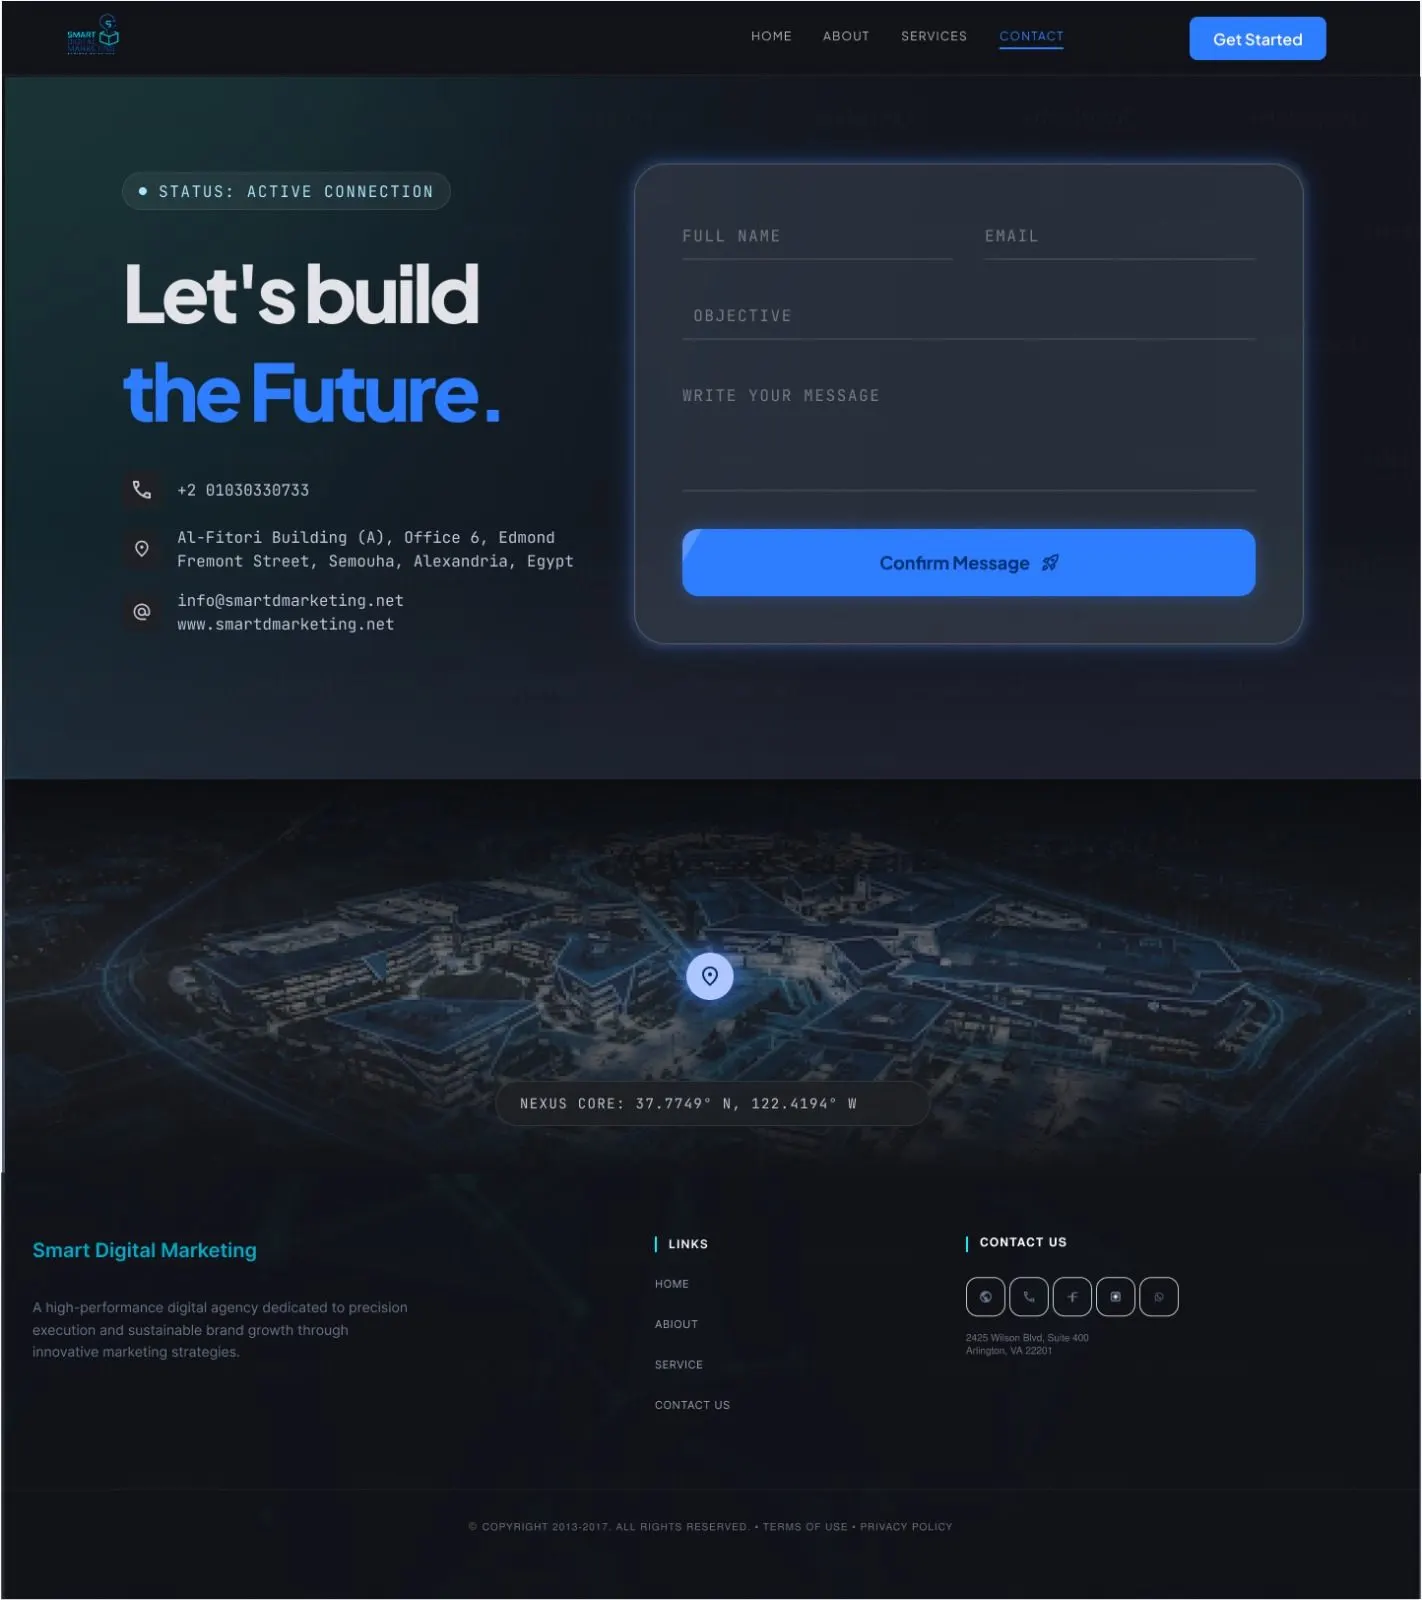 SMART
DIGITAL
MARKETING
HOME
ABOUT
SERVICES
CONTACT
Get Started
STATUS: ACTIVE CONNECTION
Let's build
the Future.
+2 01030330733
Al-Fitori Building (A), Office 6, Edmond
Fremont Street, Semouha, Alexandria, Egypt
info@smartdmarketing.net
www.smartdmarketing.net
FULL NAME
EMAIL
OBJECTIVE
WRITE YOUR MESSAGE
Confirm Message
NEXUS CORE: 37.7749° N, 122.4194° W
Smart Digital Marketing
A high-performance digital agency dedicated to precision
execution and sustainable brand growth through
innovative marketing strategies.
LINKS
HOME
ABIOUT
SERVICE
CONTACT US
CONTACT US
2425 Wilson Blvd, Suite 400
Arlington, VA 22201
© COPYRIGHT 2013-2017. ALL RIGHTS RESERVED. • TERMS OF USE • PRIVACY POLICY